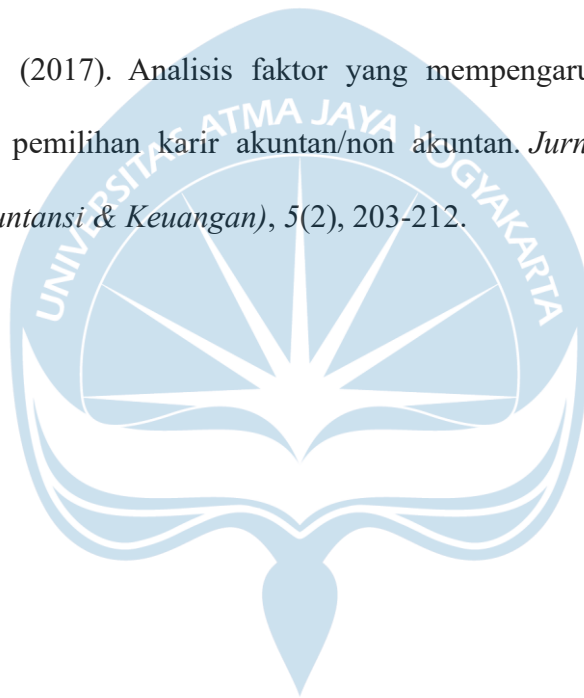 (2017). Analisis faktor yang mempengaru
pemilihan karir akuntan/non akuntan. Jurn
untansi & Keuangan), 5(2), 203-212.
UNIVERSITAS ATMA JAYA YOGYAKARTA